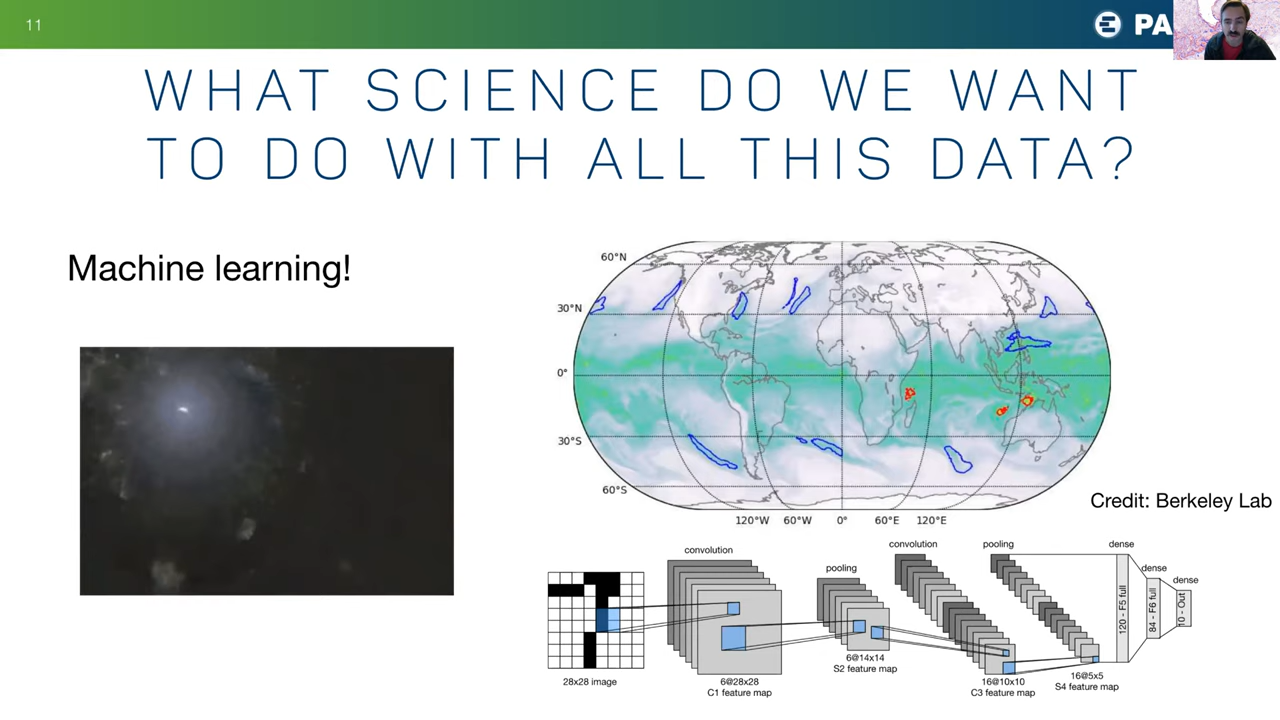 11
PA
WHAT SCIENCE DO WE WANT
TO DO WITH ALL THIS DATA?
Machine learning!
60°N
30°N
0°
30°S
60°S
120°W 60°W 0° 60°E 120°E
Credit: Berkeley Lab
convolution
pooling
convolution
pooling
dense
dense
dense
120 - F5 full
84 - F6 full
10 - Out
28x28 image
6@28x28
C1 feature map
6@14x14
S2 feature map
16@10x10
C3 feature map
16@5x5
S4 feature map